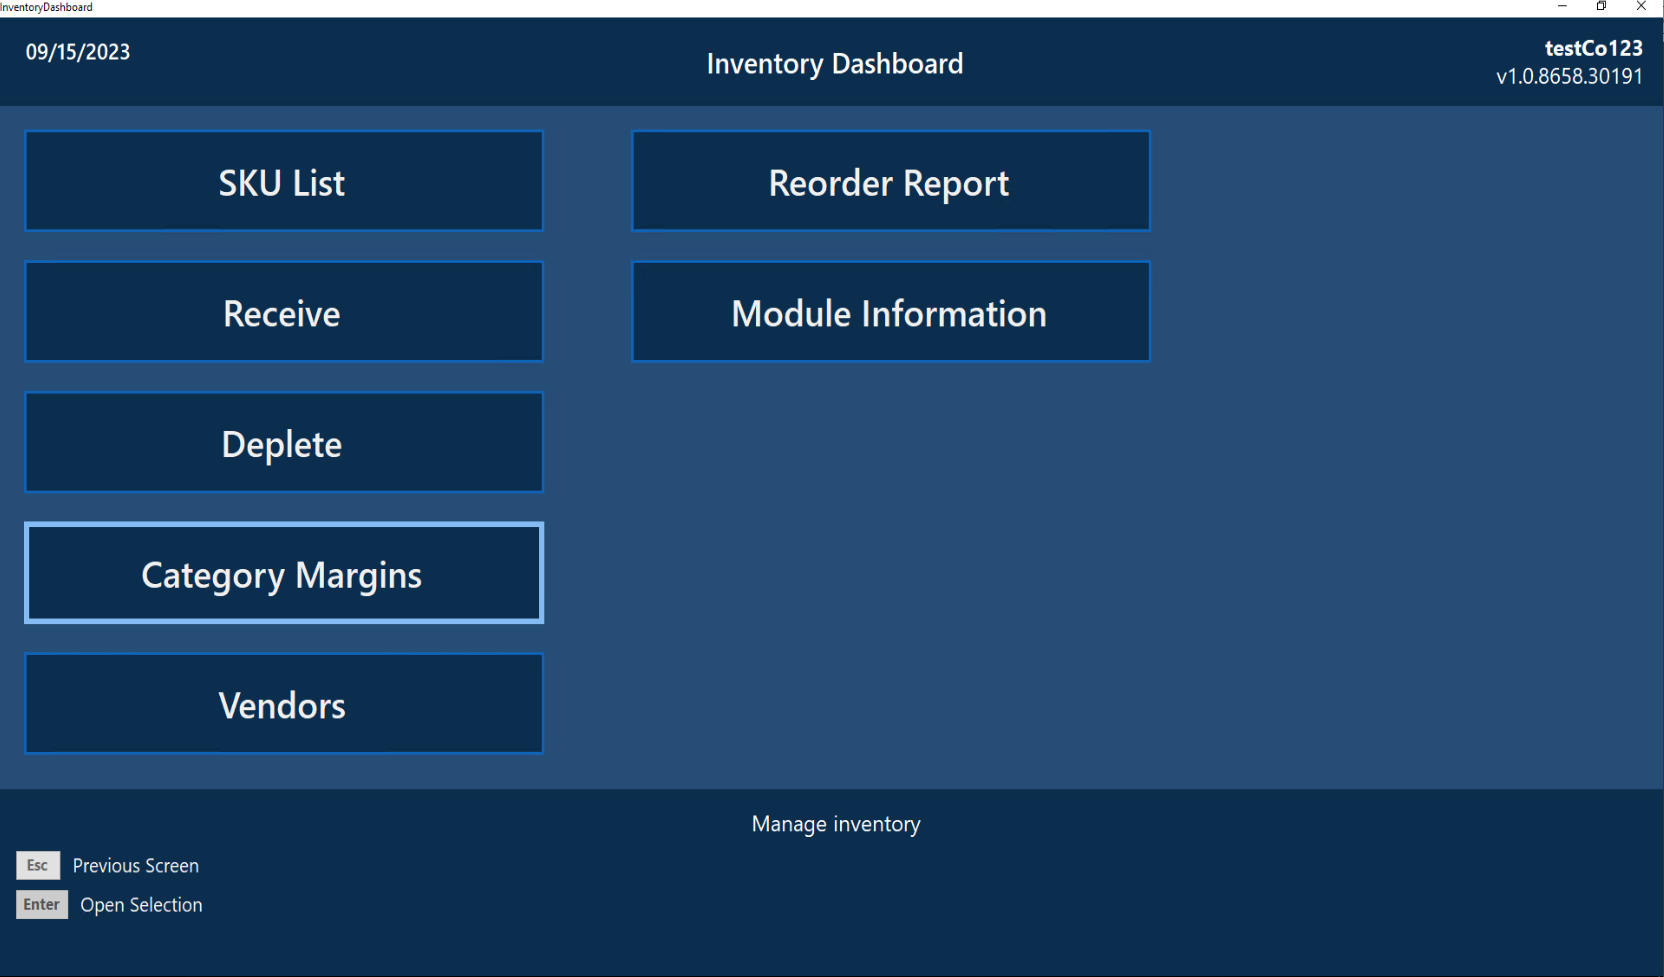 InventoryDashboard
09/15/2023
Inventory Dashboard
testCo123
v1.0.8658.30191
SKU List
Reorder Report
Receive
Module Information
Deplete
Category Margins
Vendors
Manage inventory
Esc Previous Screen
Enter Open Selection